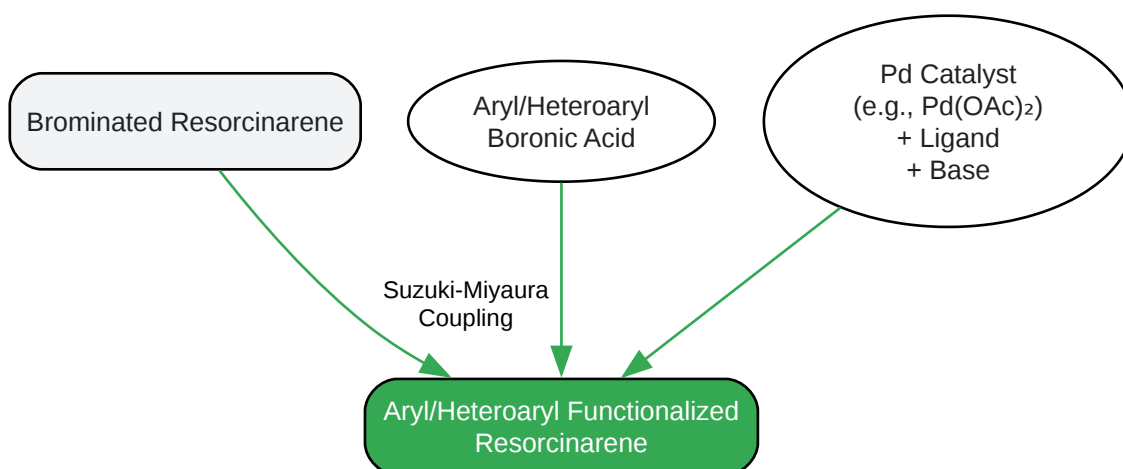 Brominated Resorcinarene
Aryl/Heteroaryl
Boronic Acid
Pd Catalyst
(e.g., Pd(OAc)₂)
+ Ligand
+ Base
Suzuki-Miyaura
Coupling
Aryl/Heteroaryl Functionalized
Resorcinarene